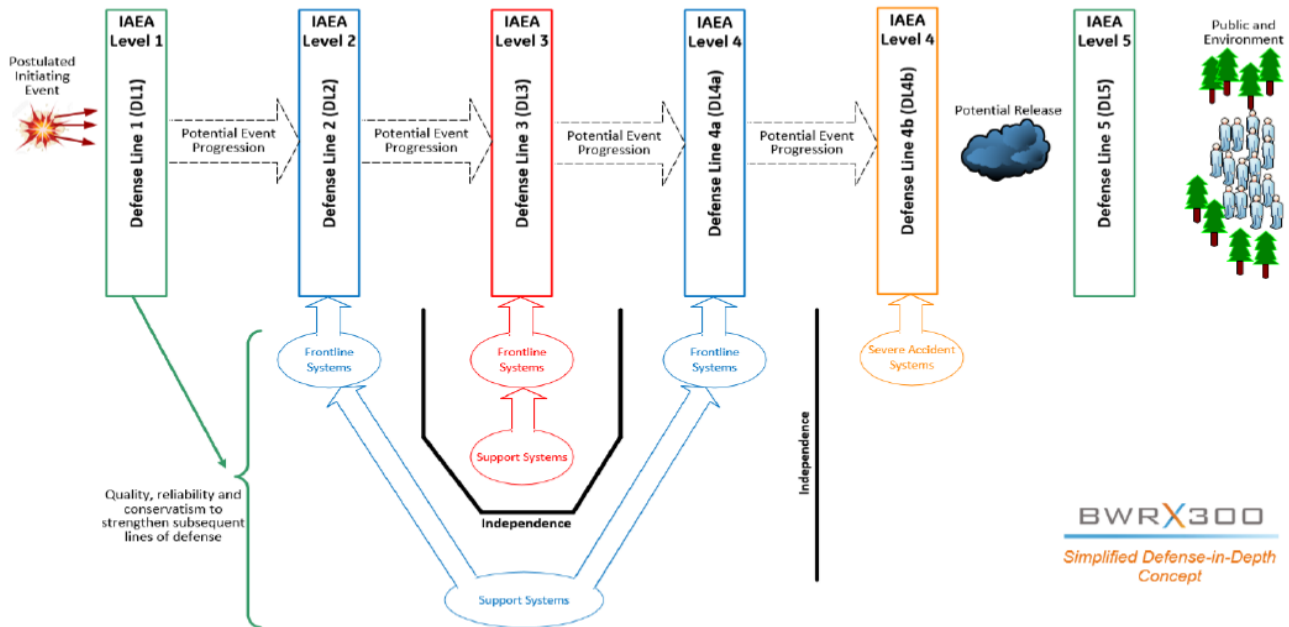 IAEA
Level 1
Defense Line 1 (DL1)
IAEA
Level 2
Defense Line 2 (DL2)
IAEA
Level 3
Defense Line 3 (DL3)
IAEA
Level 4
Defense Line 4a (DL4a)
IAEA
Level 4
Defense Line 4b (DL4b)
IAEA
Level 5
Defense Line 5 (DL5)
Public and
Environment
Postulated
Initiating
Event
Potential Event
Progression
Potential Event
Progression
Potential Event
Progression
Potential Event
Progression
Potential Release
Frontline
Systems
Frontline
Systems
Frontline
Systems
Severe Accident
Systems
Support Systems
Independence
Independence
Quality, reliability and
conservatism to
strengthen subsequent
lines of defense
Support Systems
BWRX300
Simplified Defense-in-Depth
Concept